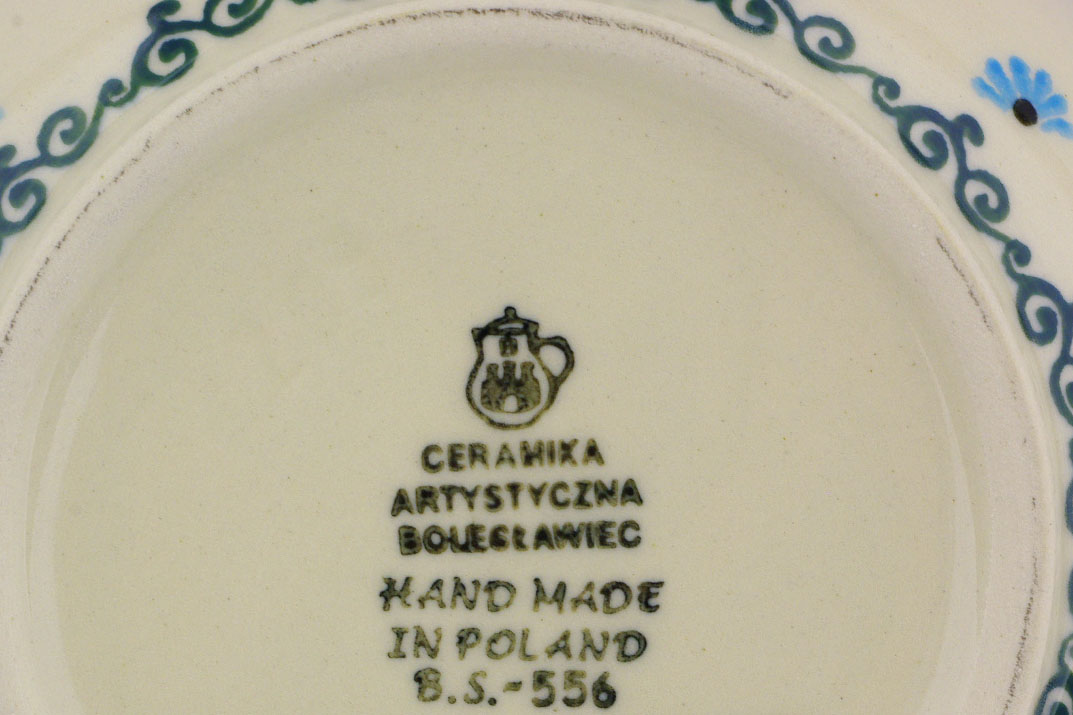 CERAMIKA
ARTYSTYCZNA
BOLESŁAWIEC
HAND MADE
IN POLAND
B.S.-556